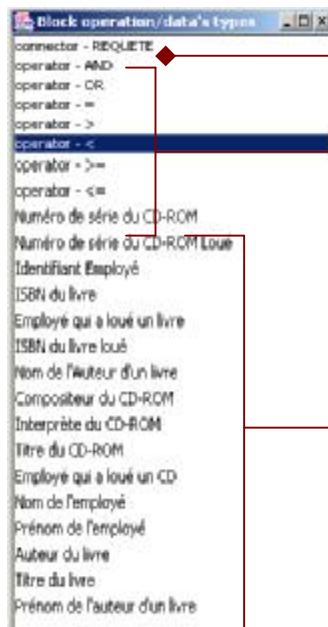 Block operation/data's types
connector - REQUETE
operator - AND
operator - OR
operator - =
operator - >
operator - <
operator - >=
operator - <=
Numéro de série du CD-ROM
Numéro de série du CD-ROM Loué
Identifiant Employé
ISBN du livre
Employé qui a loué un livre
ISBN du livre loué
Nom de l'Auteur d'un livre
Compositeur du CD-ROM
Interprète du CD-ROM
Titre du CD-ROM
Employé qui a loué un CD
Nom de l'employé
Prénom de l'employé
Auteur du livre
Titre du livre
Prénom de l'auteur d'un livre